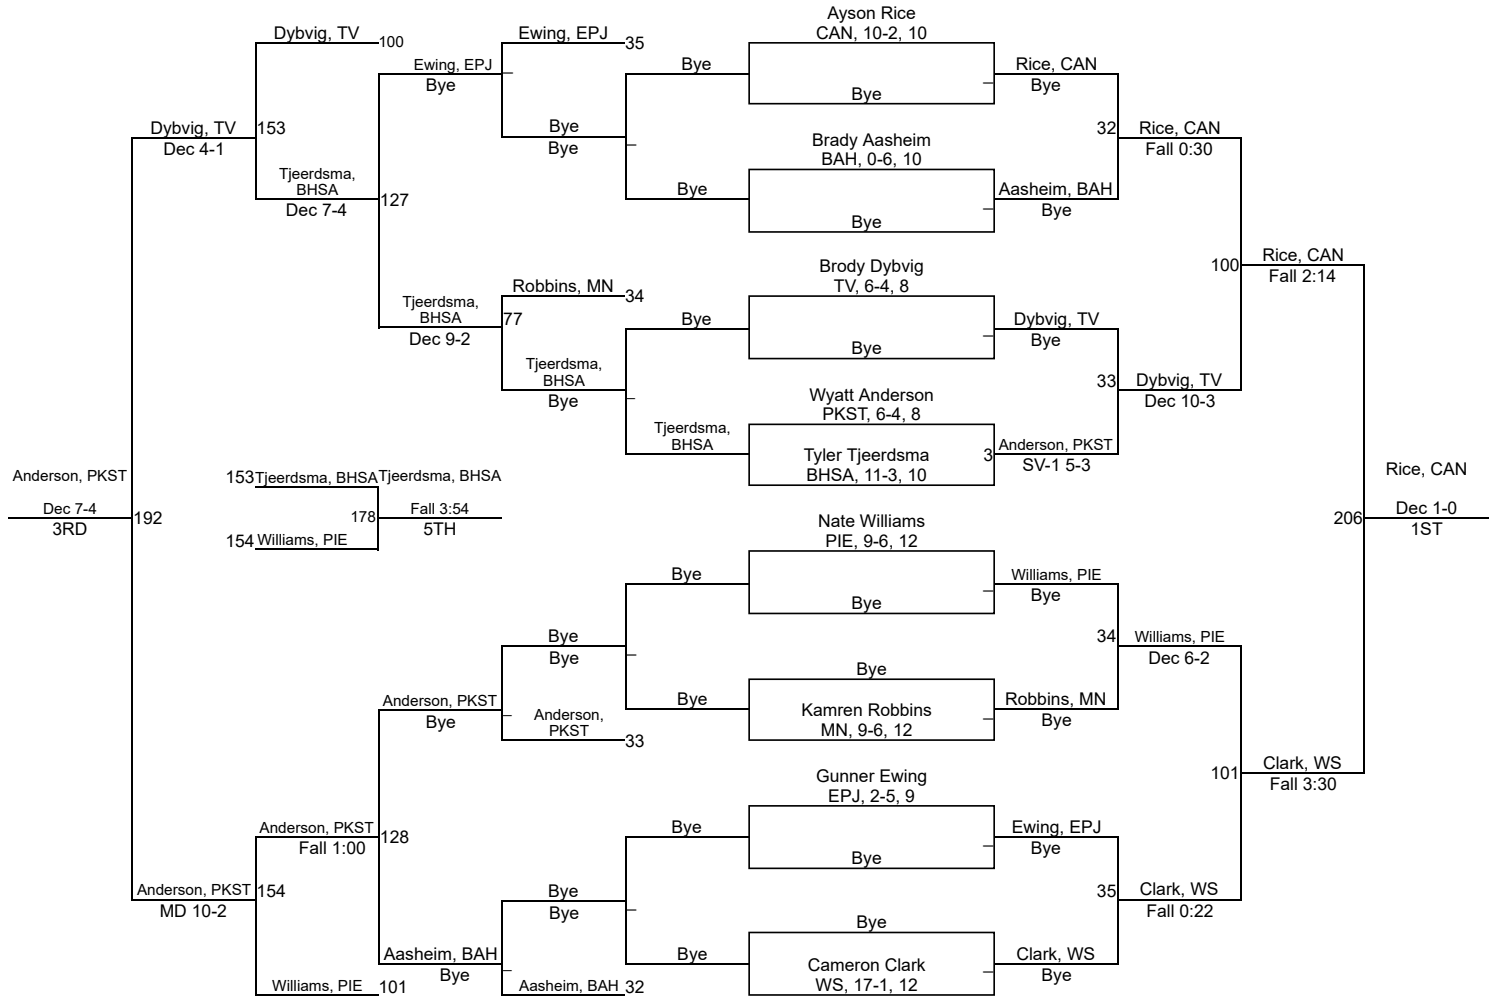 Ayson Rice
CAN, 10-2, 10
Bye
Brady Aasheim
BAH, 0-6, 10
Bye
Brody Dybvig
TV, 6-4, 8
Bye
Wyatt Anderson
PKST, 6-4, 8
Tyler Tjeerdsma
BHSA, 11-3, 10
3
Nate Williams
PIE, 9-6, 12
Bye
Bye
Kamren Robbins
MN, 9-6, 12
Gunner Ewing
EPJ, 2-5, 9
Bye
Bye
Cameron Clark
WS, 17-1, 12
Rice, CAN
Bye
32
Aasheim, BAH
Bye
Dybvig, TV
Bye
33
Anderson, PKST
SV-1 5-3
Williams, PIE
Bye
34
Robbins, MN
Bye
Ewing, EPJ
Bye
35
Clark, WS
Bye
Rice, CAN
Fall 0:30
100
Dybvig, TV
Dec 10-3
Williams, PIE
Dec 6-2
101
Clark, WS
Fall 0:22
Rice, CAN
Fall 2:14
206
Clark, WS
Fall 3:30
Rice, CAN
Dec 1-0
1ST
Bye
Bye
Bye
Tjeerdsma,
BHSA
Bye
Bye
Bye
Bye
Ewing, EPJ
35
Bye
Bye
Robbins, MN
34
77
Tjeerdsma,
BHSA
Bye
Bye
Bye
Anderson,
PKST
33
Bye
Bye
Aasheim, BAH
32
Ewing, EPJ
Bye
127
Tjeerdsma,
BHSA
Dec 9-2
Anderson, PKST
Bye
128
Aasheim, BAH
Bye
Dybvig, TV
100
153
Tjeerdsma,
BHSA
Dec 7-4
Anderson, PKST
Fall 1:00
154
Williams, PIE
101
Dybvig, TV
Dec 4-1
192
Anderson, PKST
MD 10-2
Anderson, PKST
Dec 7-4
3RD
153
Tjeerdsma, BHSA
178
154
Williams, PIE
Tjeerdsma, BHSA
Fall 3:54
5TH